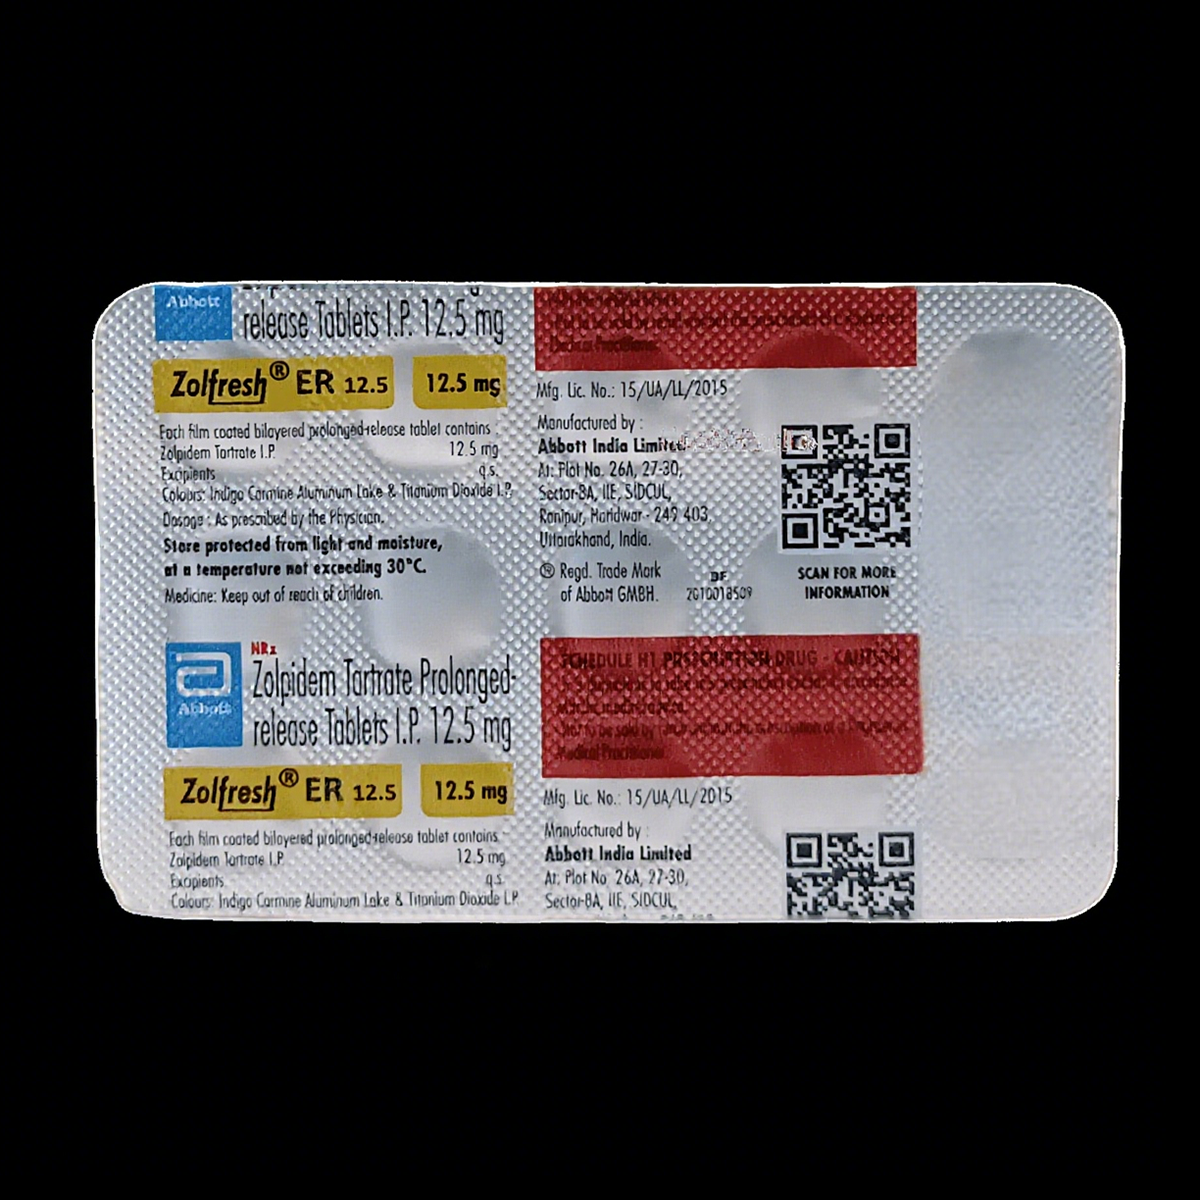 Abbott
release Tablets I.P. 12.5 mg
Zolfresh® ER 12.5
12.5 mg
Each film coated bilayered prolonged-release tablet contains :
Zolpidem Tartrate I.P. 12.5 mg
Excipients q.s.
Colours: Indigo Carmine Aluminum Lake & Titanium Dioxide I.P.
Dosage : As prescribed by the Physician.
Store protected from light and moisture,
at a temperature not exceeding 30°C.
Medicine: Keep out of reach of children.
Mfg. Lic. No.: 15/UA/LL/2015
Manufactured by :
Abbott India Limited
At: Plot No. 26A, 27-30,
Sector-8A, IIE, SIDCUL,
Ranipur, Haridwar - 249 403,
Uttarakhand, India.
® Regd. Trade Mark
of Abbott GMBH.
BF
2010018509
SCAN FOR MORE
INFORMATION
Abbott
NRx
Zolpidem Tartrate Prolonged-
release Tablets I.P. 12.5 mg
Zolfresh® ER 12.5
12.5 mg
Each film coated bilayered prolonged-release tablet contains :
Zolpidem Tartrate I.P. 12.5 mg
Excipients q.s.
Colours: Indigo Carmine Aluminum Lake & Titanium Dioxide I.P.
SCHEDULE H1 PRESCRIPTION DRUG - CAUTION
Medical Practitioner.
Mfg. Lic. No.: 15/UA/LL/2015
Manufactured by :
Abbott India Limited
At: Plot No. 26A, 27-30,
Sector-8A, IIE, SIDCUL,